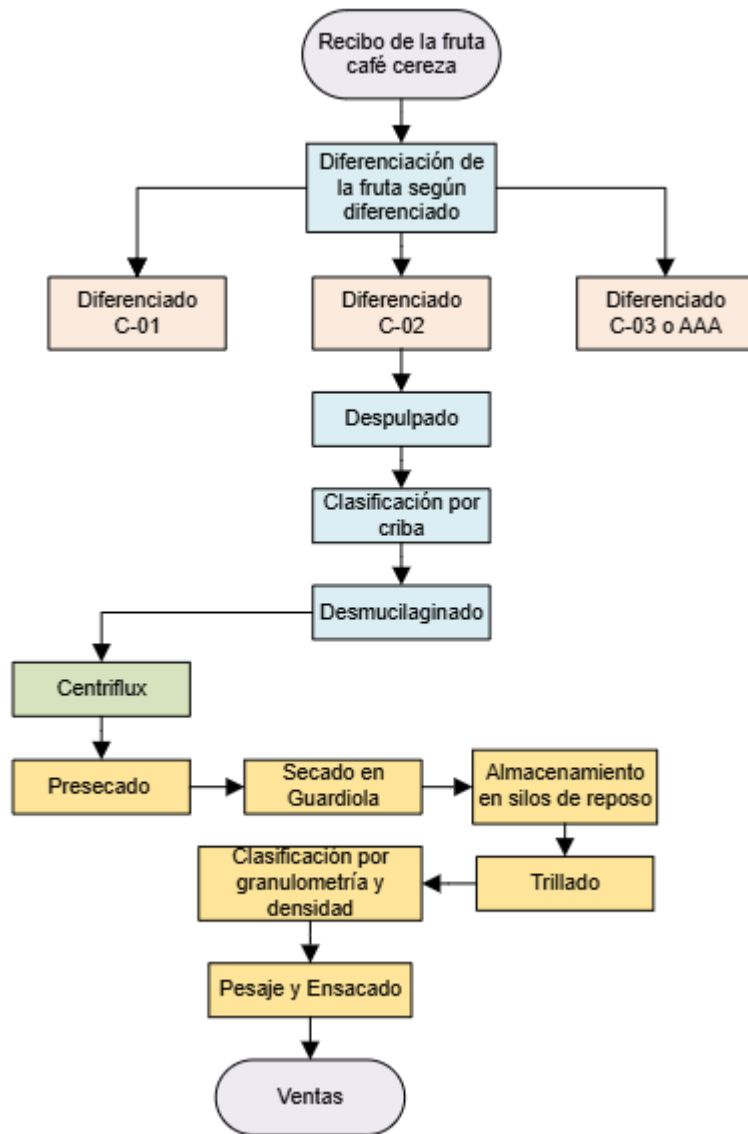 Recibo de la fruta
café cereza
Diferenciación de
la fruta según
diferenciado
Diferenciado
C-01
Diferenciado
C-02
Diferenciado
C-03 o AAA
Despulpado
Clasificación por
criba
Desmucilaginado
Centriflux
Presecado
Secado en
Guardiola
Almacenamiento
en silos de reposo
Trillado
Clasificación por
granulometría y
densidad
Pesaje y Ensacado
Ventas